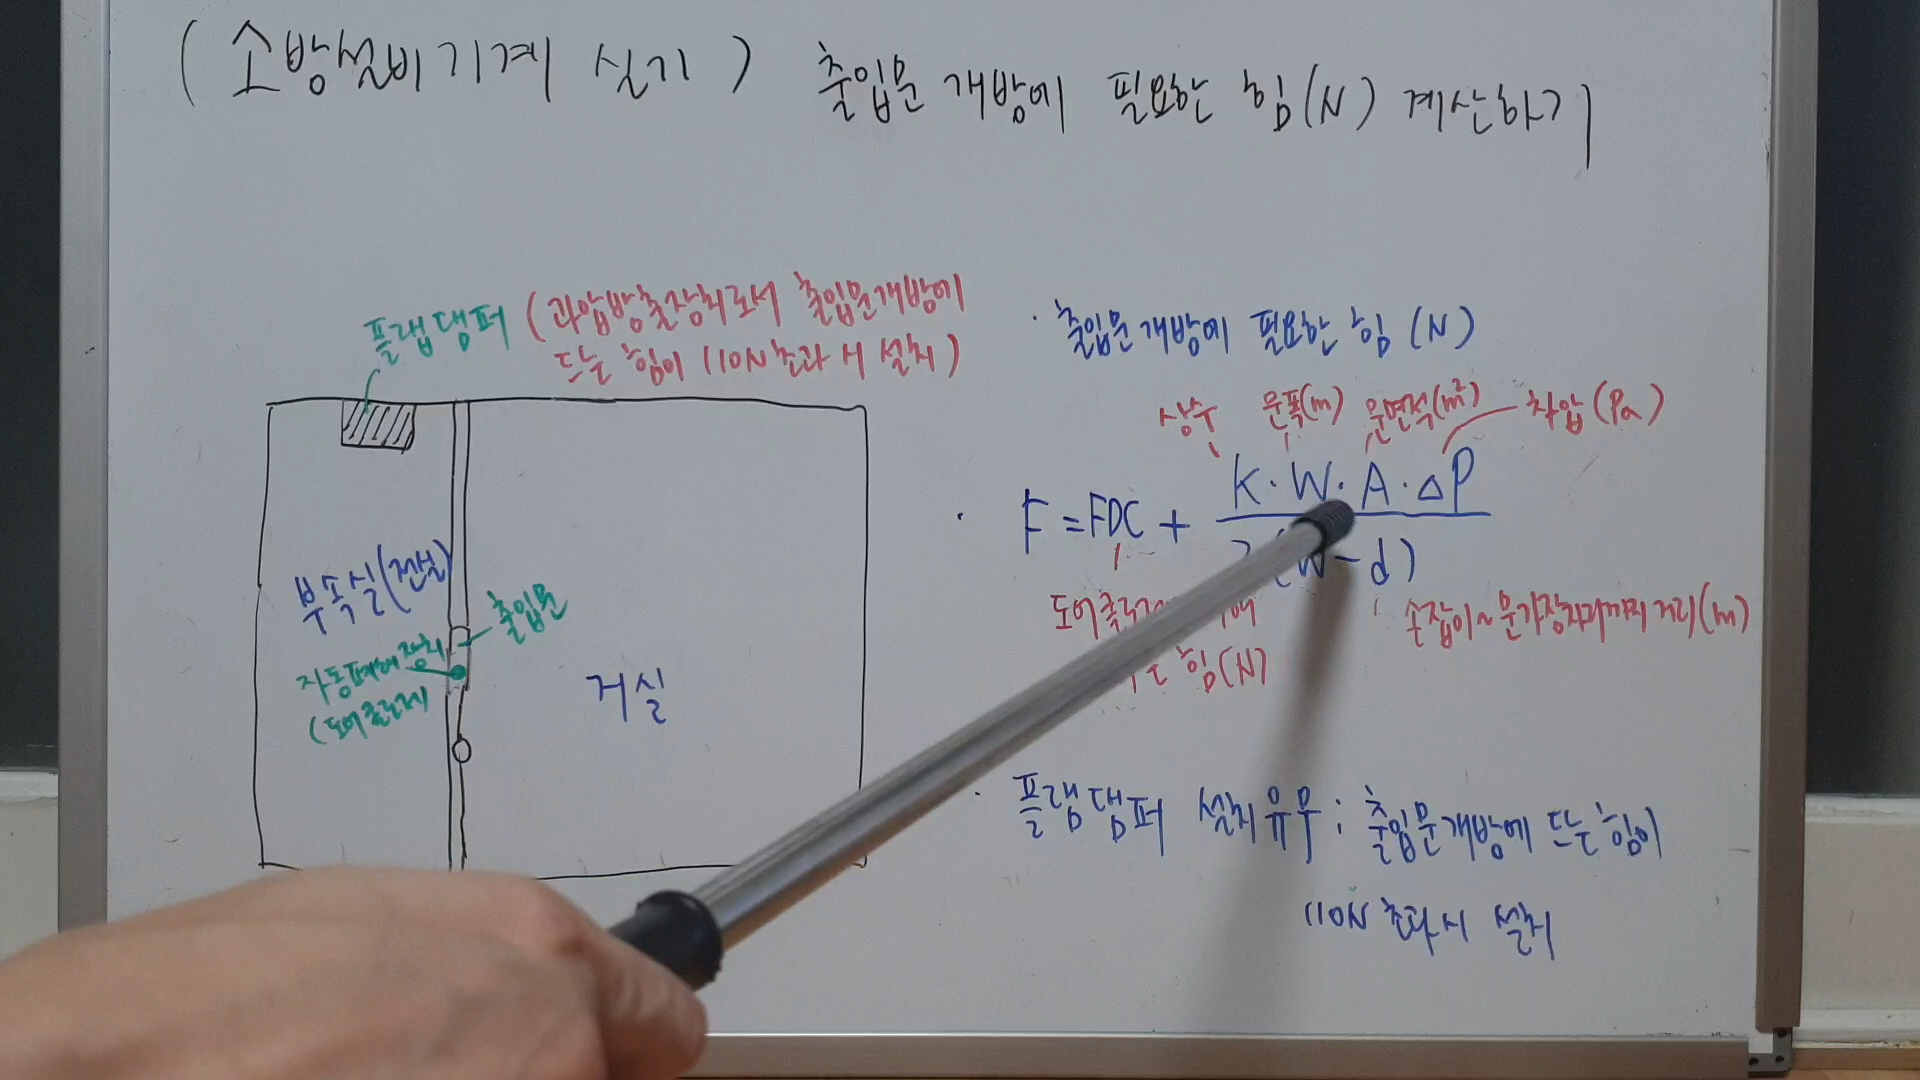 (소방설비기계 실기) 출입문 개방에 필요한 힘(N) 계산하기
플랩댐퍼 (과압방출장치로서 출입문개방에
드는 힘이 110N초과 시 설치)
부속실(전실)
출입문
자동폐쇄장치
(도어클로저)
거실
· 출입문개방에 필요한 힘 (N)
상수 문폭(m) 문면적(m²) 차압(Pa)
K·W·A·ΔP
· F = FDC +
-d)
손잡이~문가장자리까지 거리(m)
힘(N)
· 플램댐퍼 설치유무 : 출입문개방에 드는 힘이
110N 초과시 설치